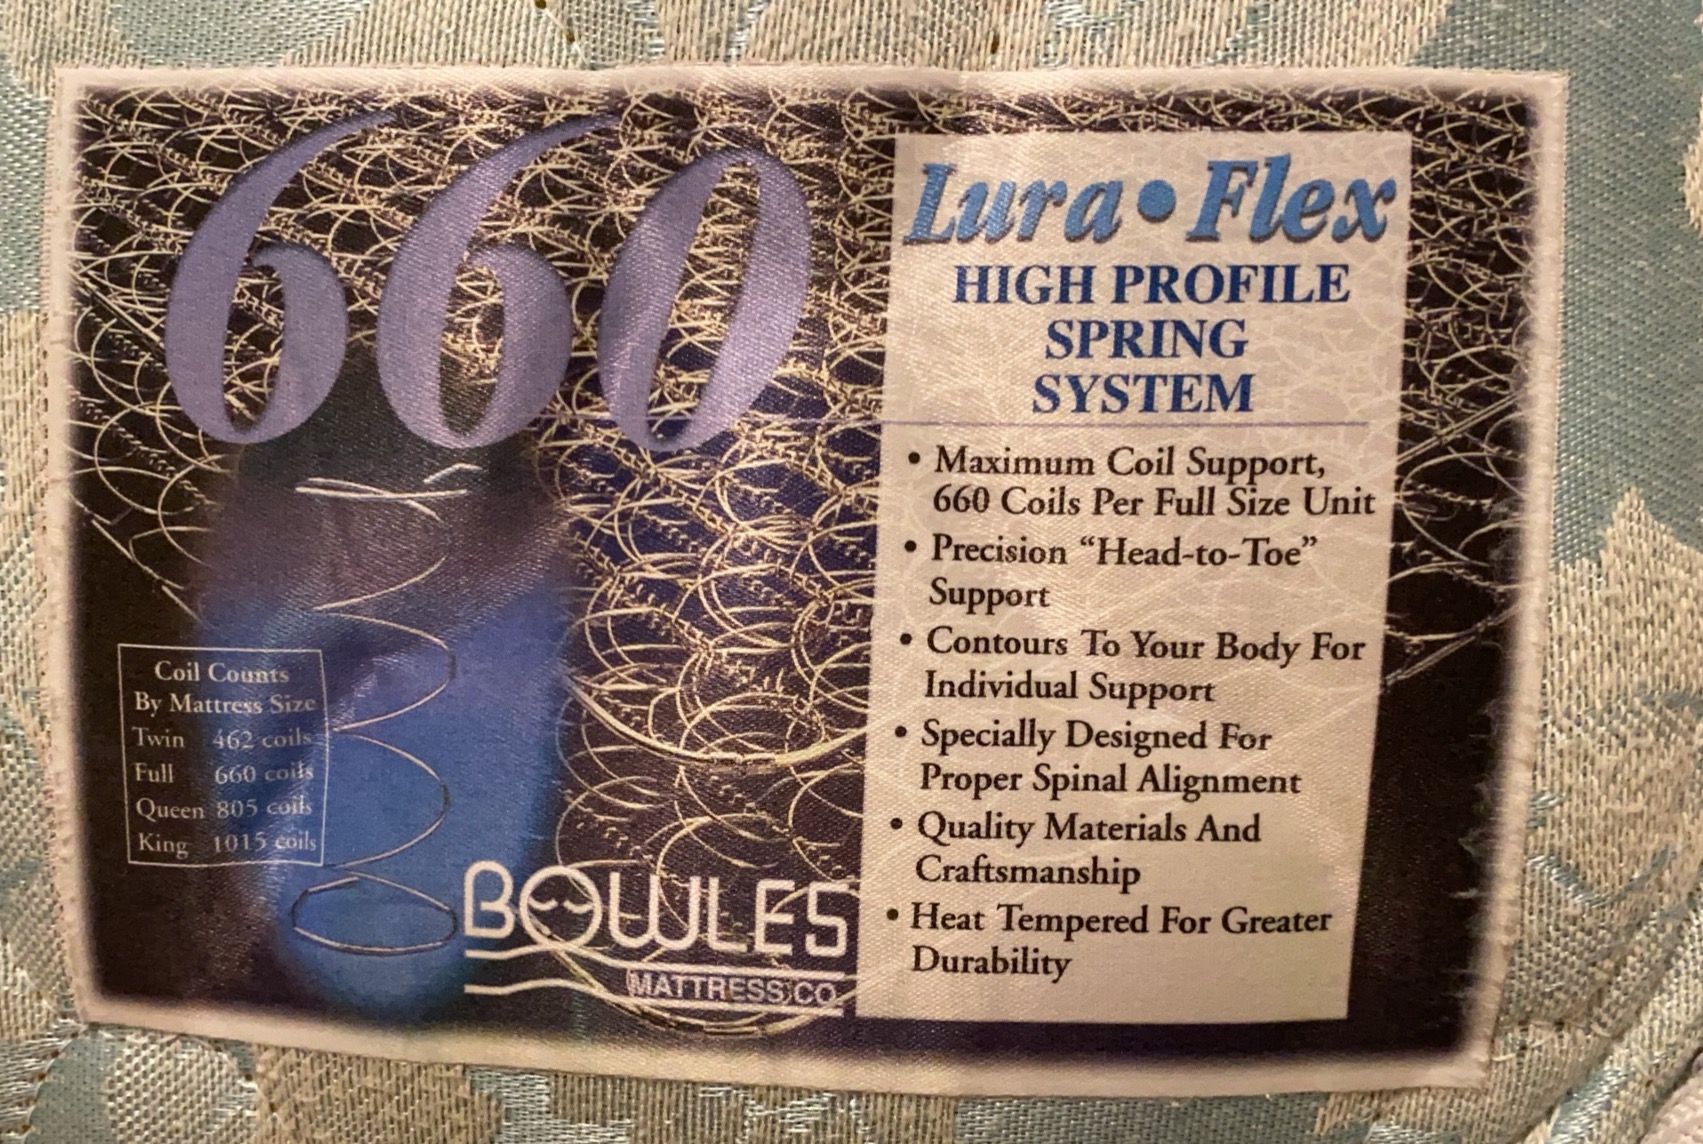 660
Lura•Flex
HIGH PROFILE
SPRING
SYSTEM
• Maximum Coil Support,
660 Coils Per Full Size Unit
• Precision “Head-to-Toe”
Support
• Contours To Your Body For
Individual Support
• Specially Designed For
Proper Spinal Alignment
• Quality Materials And
Craftsmanship
• Heat Tempered For Greater
Durability
Coil Counts
By Mattress Size
Twin 462 coils
Full 660 coils
Queen 805 coils
King 1015 coils
BOWLES
MATTRESS CO.